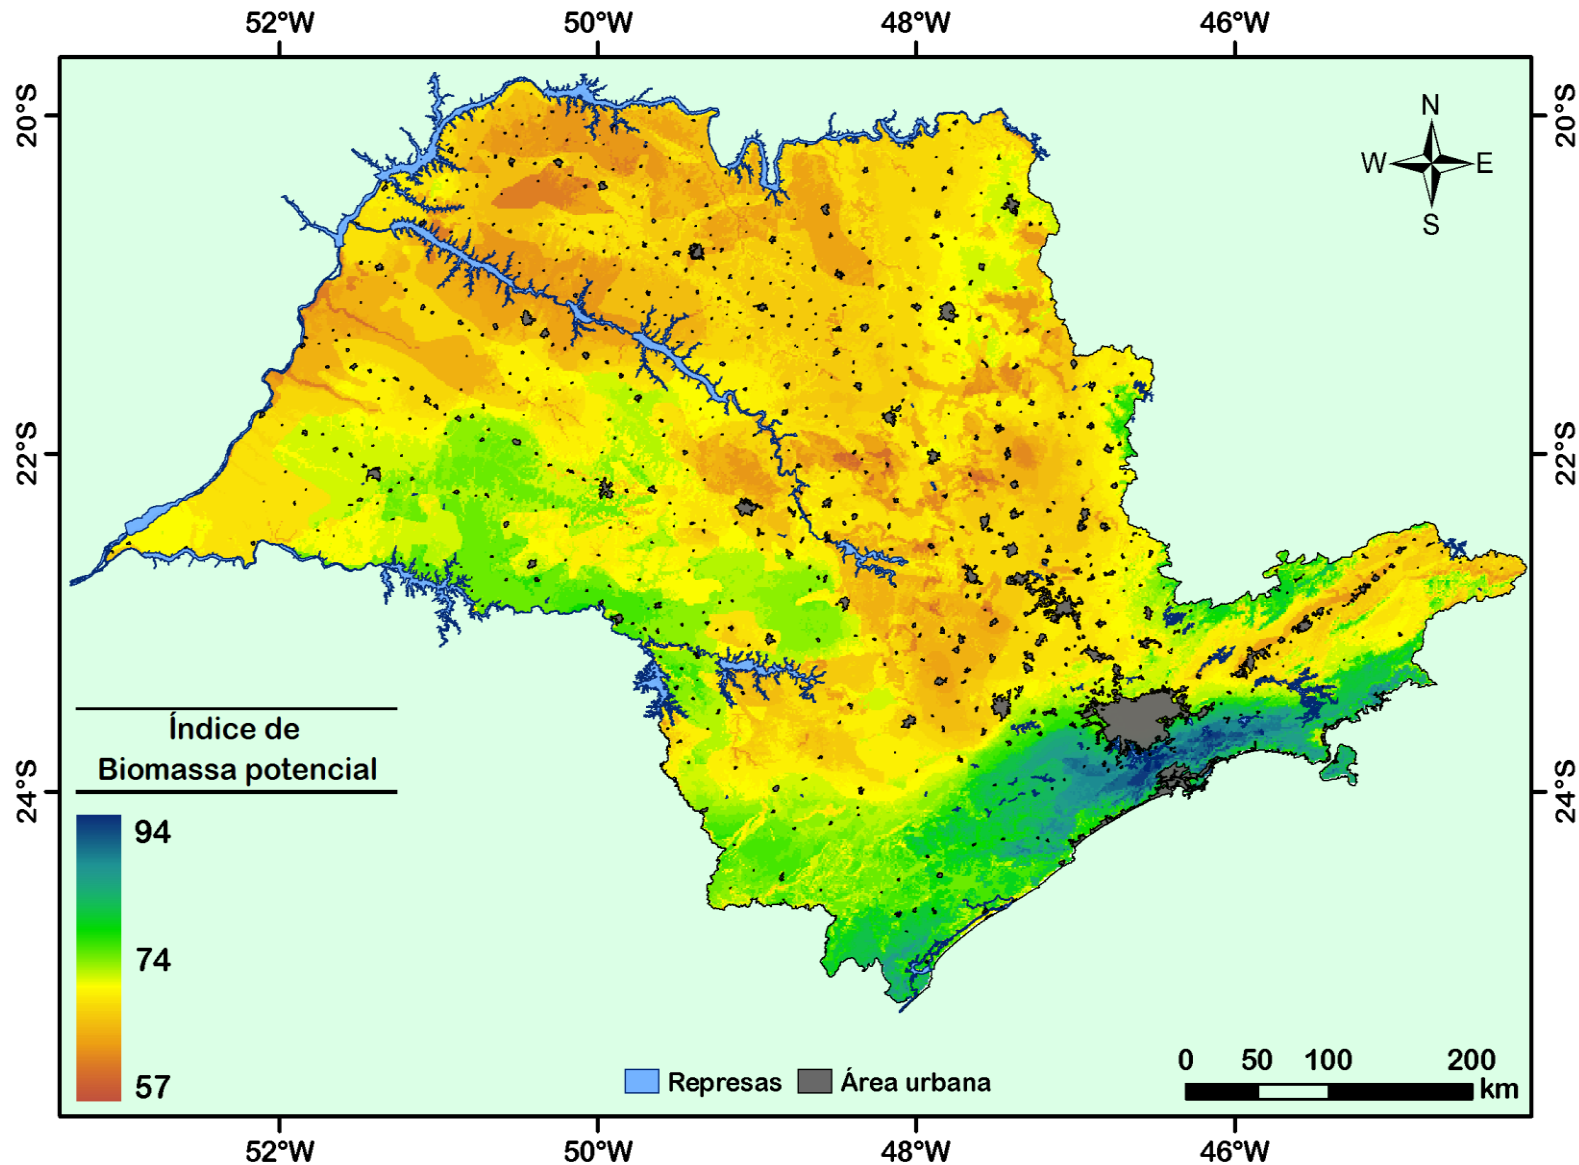 52°W 50°W 48°W 46°W
20°S 20°S
N
W E
S
22°S 22°S
Índice de
Biomassa potencial
24°S 24°S
94
74
57
Represas Área urbana
0 50 100 200
km
52°W 50°W 48°W 46°W